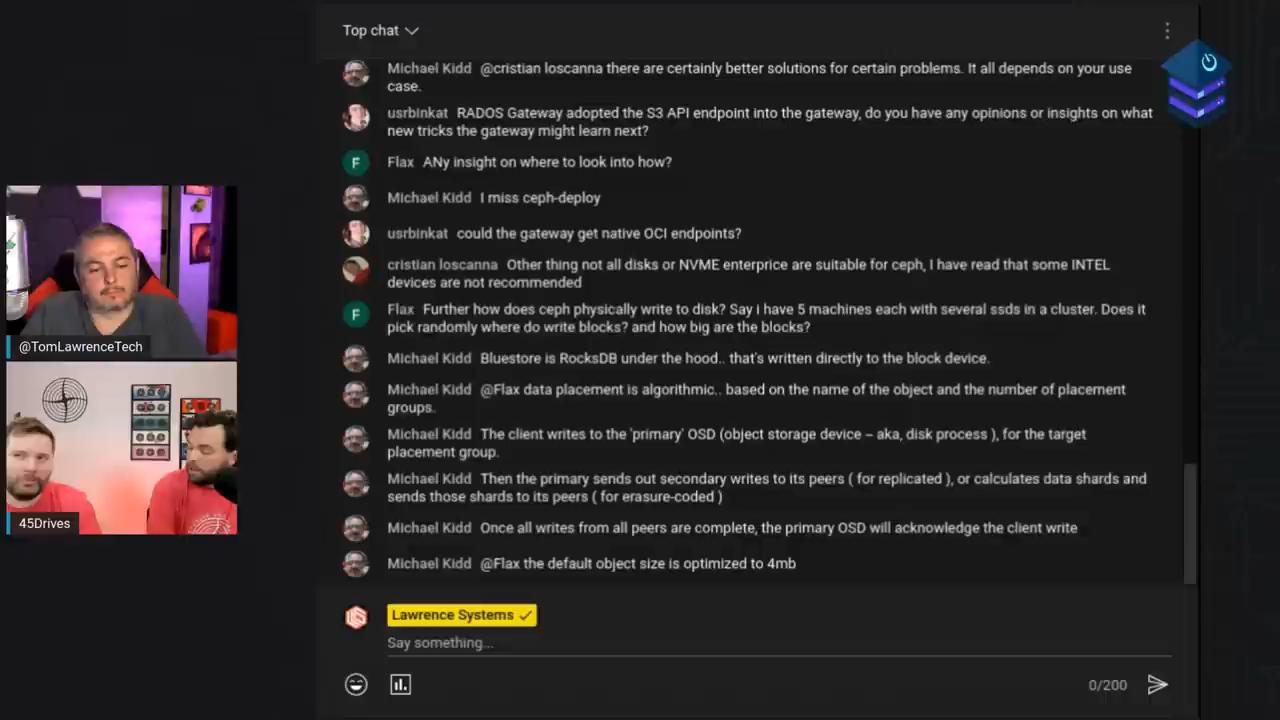 Top chat
Michael Kidd @cristian loscanna there are certainly better solutions for certain problems. It all depends on your use
case.
usrbinkat RADOS Gateway adopted the S3 API endpoint into the gateway, do you have any opinions or insights on what
new tricks the gateway might learn next?
F
Flax ANy insight on where to look into how?
Michael Kidd I miss ceph-deploy
usrbinkat could the gateway get native OCI endpoints?
cristian loscanna Other thing not all disks or NVME enterprice are suitable for ceph, I have read that some INTEL
devices are not recommended
F
Flax Further how does ceph physically write to disk? Say i have 5 machines each with several ssds in a cluster. Does it
pick randomly where do write blocks? and how big are the blocks?
Michael Kidd Bluestore is RocksDB under the hood.. that's written directly to the block device.
Michael Kidd @Flax data placement is algorithmic.. based on the name of the object and the number of placement
groups.
Michael Kidd The client writes to the 'primary' OSD (object storage device – aka, disk process ), for the target
placement group.
Michael Kidd Then the primary sends out secondary writes to its peers ( for replicated ), or calculates data shards and
sends those shards to its peers ( for erasure-coded )
Michael Kidd Once all writes from all peers are complete, the primary OSD will acknowledge the client write
Michael Kidd @Flax the default object size is optimized to 4mb
Lawrence Systems
Say something...
0/200
@TomLawrenceTech
45Drives